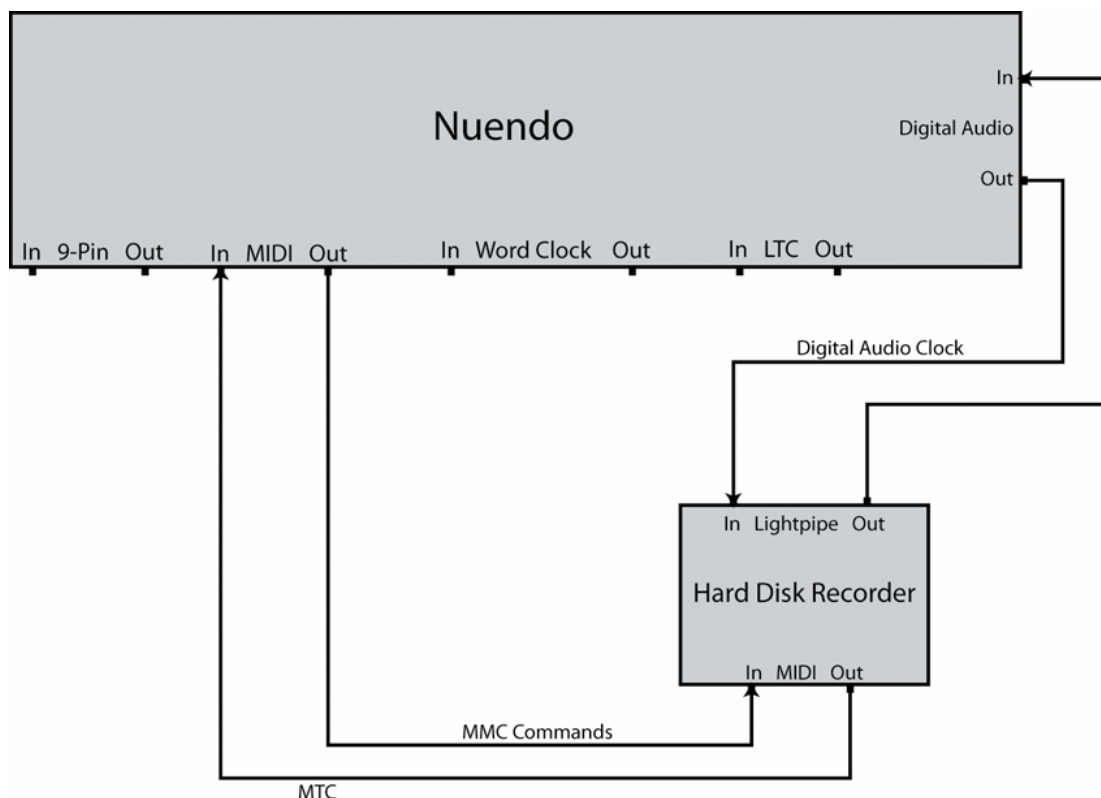 In
Nuendo
Digital Audio
Out
In 9-Pin Out In MIDI Out In Word Clock Out In LTC Out
Digital Audio Clock
In Lightpipe Out
Hard Disk Recorder
In MIDI Out
MMC Commands
MTC